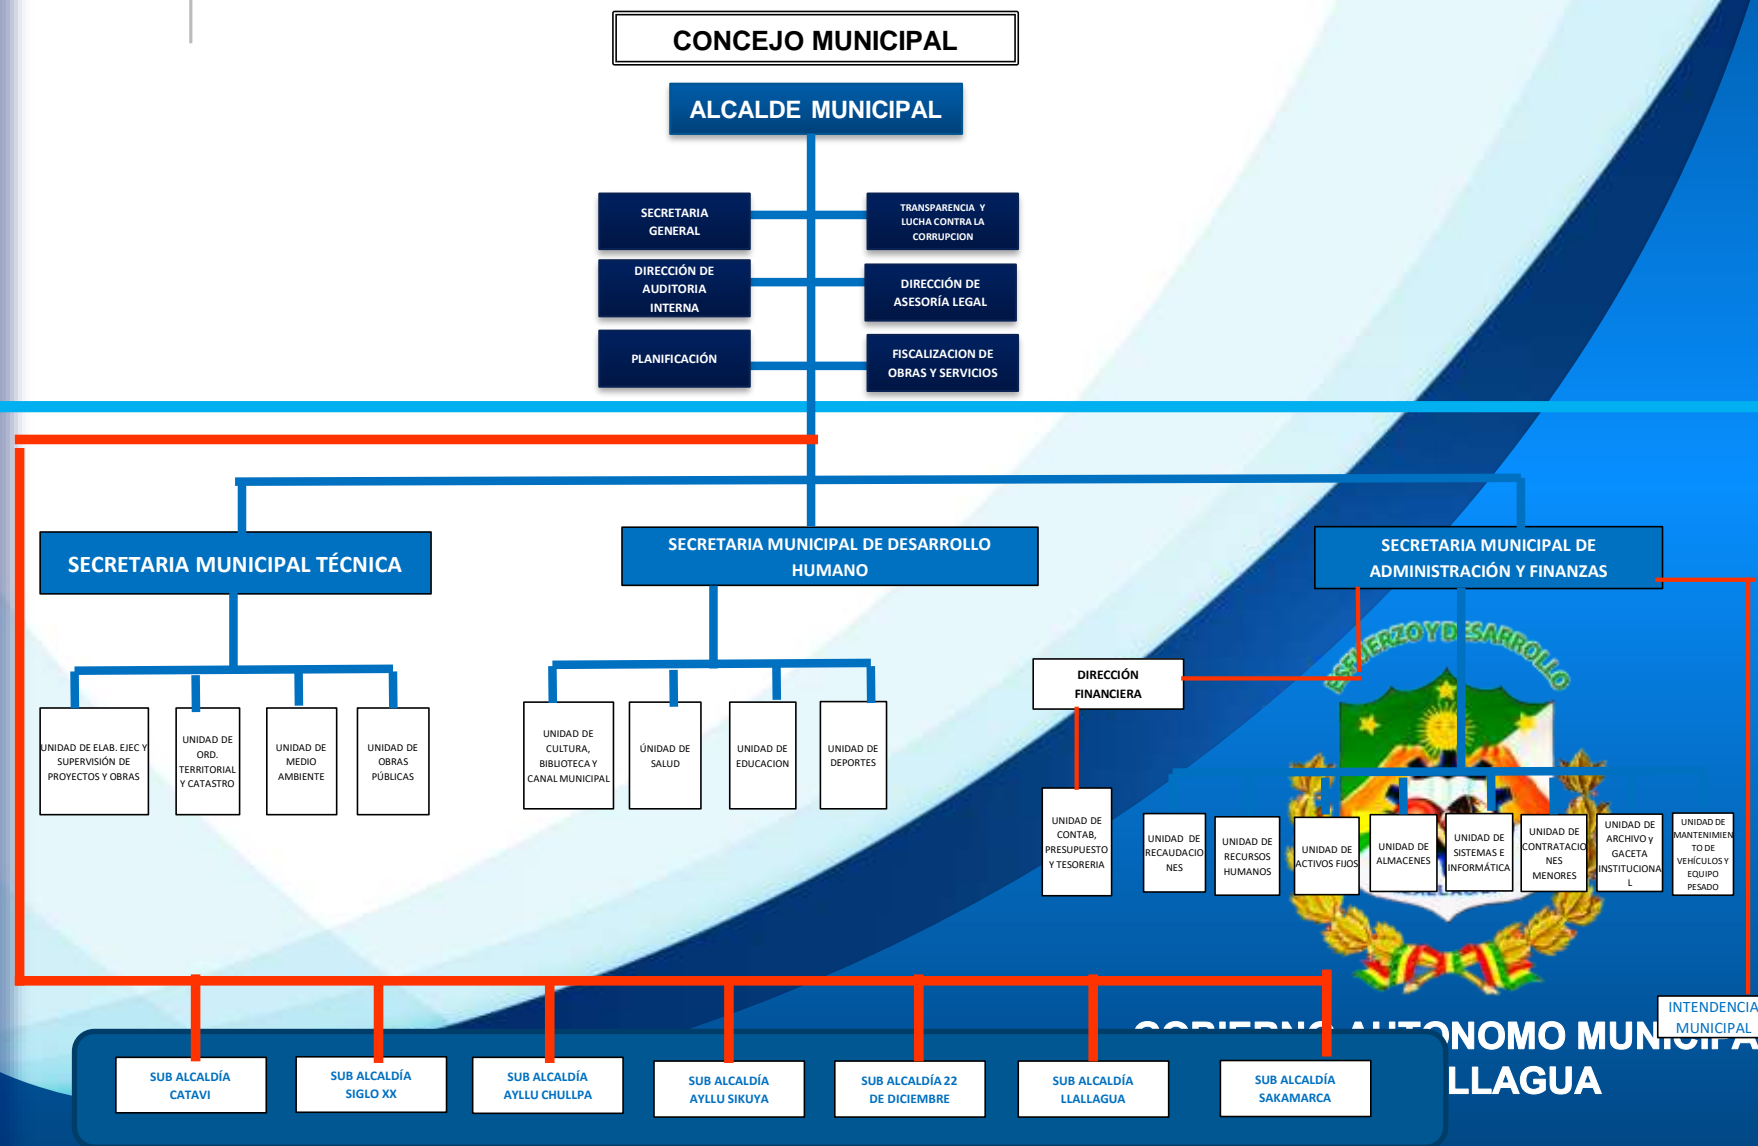 CONCEJO MUNICIPAL
ALCALDE MUNICIPAL
SECRETARIA
GENERAL
TRANSPARENCIA Y
LUCHA CONTRA LA
CORRUPCION
DIRECCIÓN DE
AUDITORIA
INTERNA
DIRECCIÓN DE
ASESORÍA LEGAL
PLANIFICACIÓN
FISCALIZACION DE
OBRAS Y SERVICIOS
SECRETARIA MUNICIPAL TÉCNICA
SECRETARIA MUNICIPAL DE DESARROLLO
HUMANO
SECRETARIA MUNICIPAL DE
ADMINISTRACIÓN Y FINANZAS
ESFUERZO Y DESARROLLO
DIRECCIÓN
FINANCIERA
UNIDAD DE ELAB. EJEC Y
SUPERVISIÓN DE
PROYECTOS Y OBRAS
UNIDAD DE
ORD.
TERRITORIAL
Y CATASTRO
UNIDAD DE
MEDIO
AMBIENTE
UNIDAD DE
OBRAS
PÚBLICAS
UNIDAD DE
CULTURA,
BIBLIOTECA Y
CANAL MUNICIPAL
ÚNIDAD DE
SALUD
UNIDAD DE
EDUCACION
UNIDAD DE
DEPORTES
UNIDAD DE
CONTAB,
PRESUPUESTO
Y TESORERIA
UNIDAD DE
RECAUDACIO
NES
UNIDAD DE
RECURSOS
HUMANOS
UNIDAD DE
ACTIVOS FIJOS
UNIDAD DE
ALMACENES
UNIDAD DE
SISTEMAS E
INFORMÁTICA
UNIDAD DE
CONTRATACIO
NES
MENORES
UNIDAD DE
ARCHIVO y
GACETA
INSTITUCIONA
L
UNIDAD DE
MANTENIMIEN
TO DE
VEHÍCULOS Y
EQUIPO
PESADO
INTENDENCIA
MUNICIPAL
GOBIERNO AUTONOMO MUNICIPA
LLAGUA
SUB ALCALDÍA
CATAVI
SUB ALCALDÍA
SIGLO XX
SUB ALCALDÍA
AYLLU CHULLPA
SUB ALCALDÍA
AYLLU SIKUYA
SUB ALCALDÍA 22
DE DICIEMBRE
SUB ALCALDÍA
LLALLAGUA
SUB ALCALDÍA
SAKAMARCA